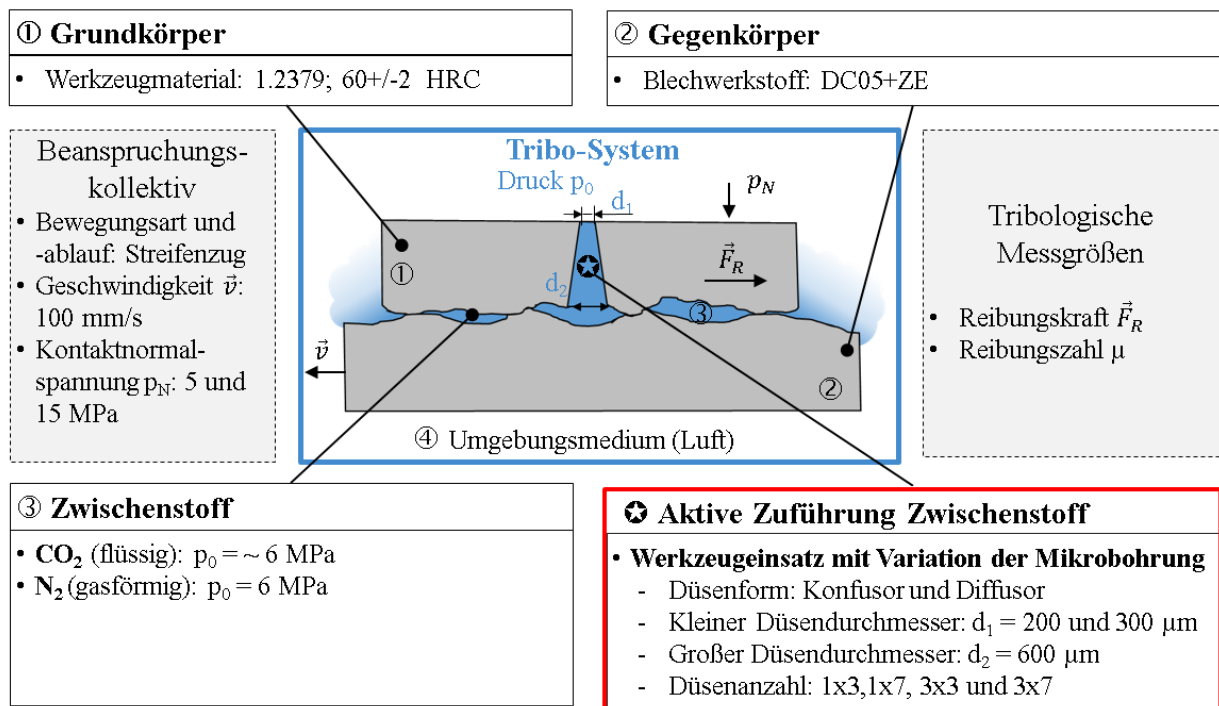 ① Grundkörper
• Werkzeugmaterial: 1.2379; 60+/-2 HRC
② Gegenkörper
• Blechwerkstoff: DC05+ZE
Beanspruchungs-
kollektiv
• Bewegungsart und
-ablauf: Streifenzug
• Geschwindigkeit v⃗:
100 mm/s
• Kontaktnormal-
spannung pN: 5 und
15 MPa
Tribo-System
Druck p0
d1
pN
①
F⃗R
d2
③
v⃗
②
④ Umgebungsmedium (Luft)
Tribologische
Messgrößen
• Reibungskraft F⃗R
• Reibungszahl µ
③ Zwischenstoff
• CO2 (flüssig): p0 = ~ 6 MPa
• N2 (gasförmig): p0 = 6 MPa
✪ Aktive Zuführung Zwischenstoff
• Werkzeugeinsatz mit Variation der Mikrobohrung
- Düsenform: Konfusor und Diffusor
- Kleiner Düsendurchmesser: d1 = 200 und 300 µm
- Großer Düsendurchmesser: d2 = 600 µm
- Düsenanzahl: 1x3,1x7, 3x3 und 3x7